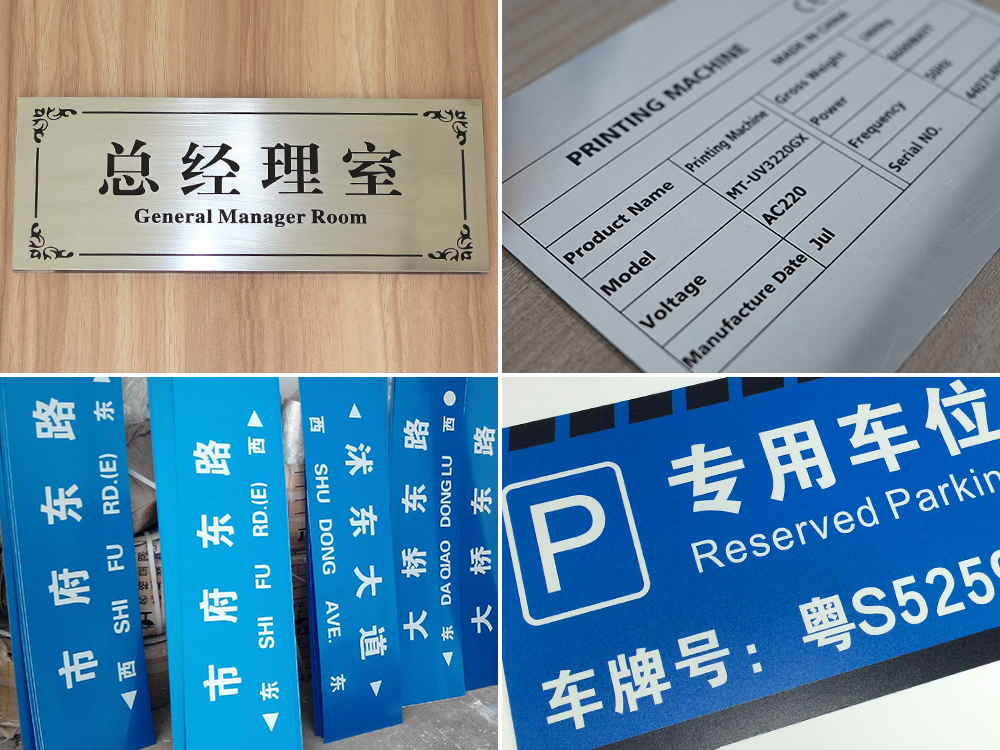 总经理室
General Manager Room
CE
PRINTING MACHINE
MADE IN CHINA
Product Name
Printing Machine
Gross Weight
Model
MT-UV3220GX
Power
Voltage
AC220
Frequency
50Hz
Manufacture Date
Jul
Serial NO.
市府东路
西 SHI FU RD.(E) 东
市府东路
东 SHI FU RD.(E) 西
西 沭东大道
SHU DONG AVE. 东
大桥东路
东 DA QIAO DONG LU 西
大桥东路
P
专用车位
Reserved Parkin
车牌号：粤S525